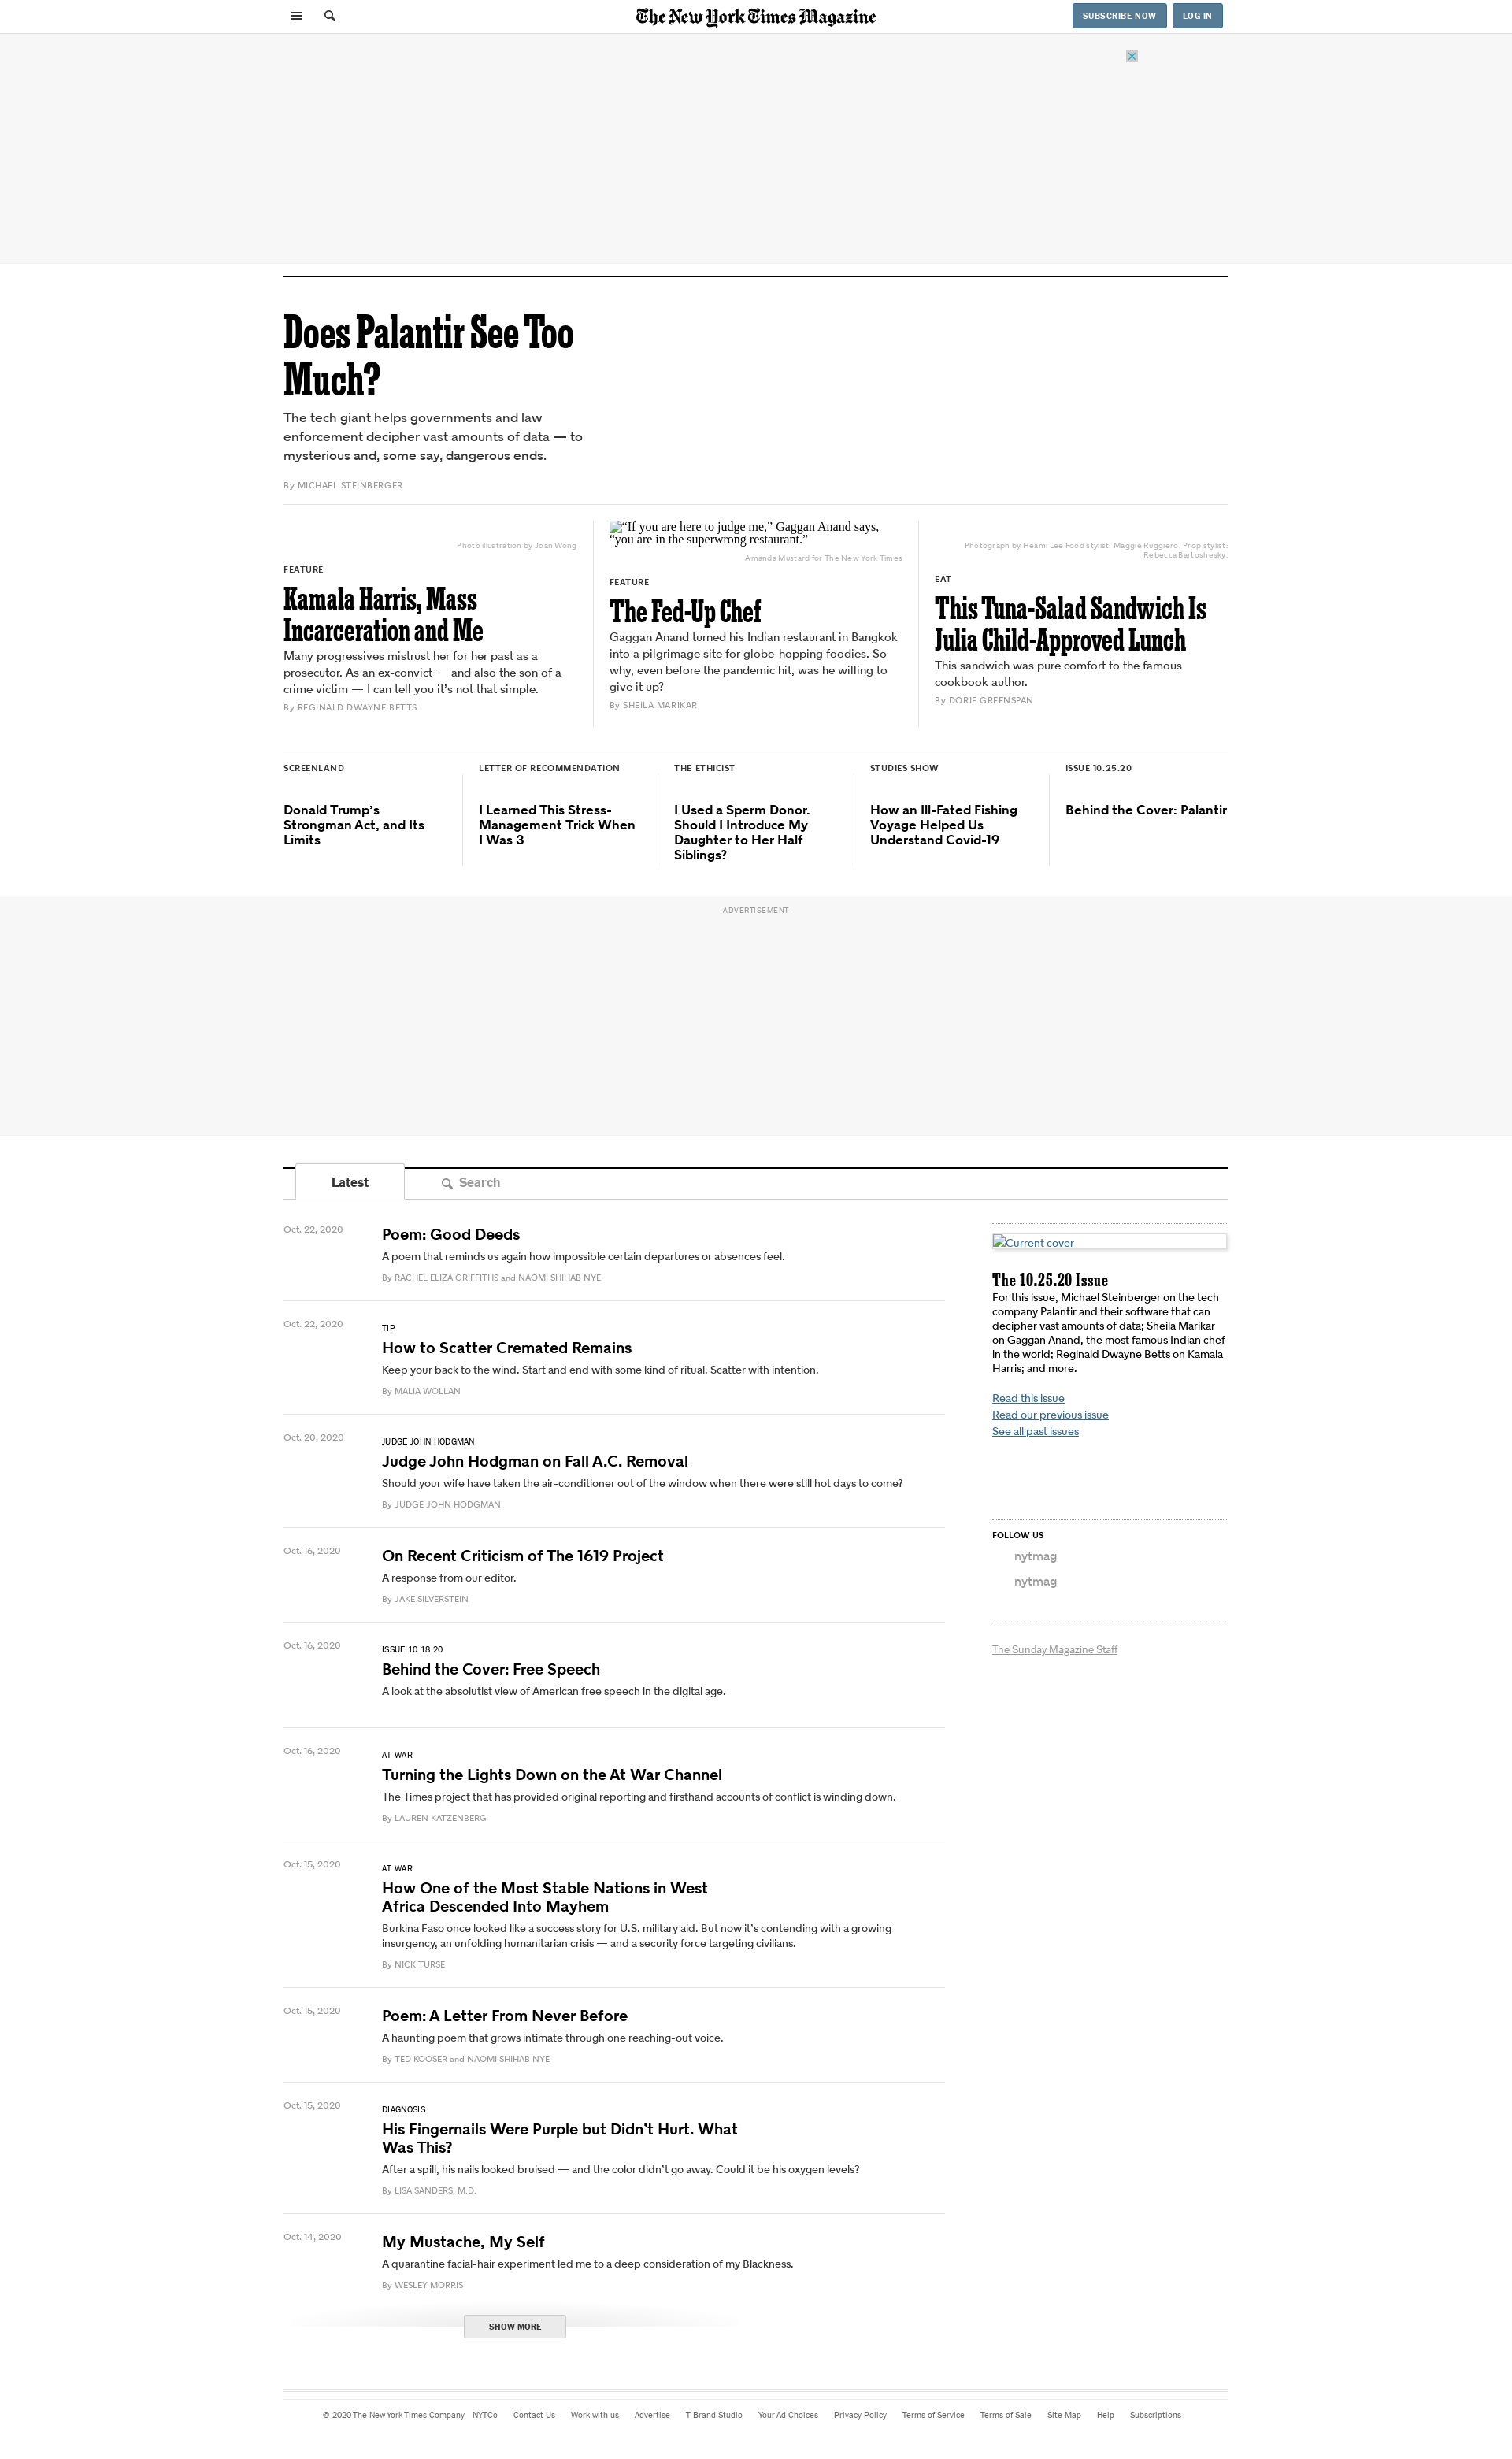 The New York Times Magazine
SUBSCRIBE NOW
LOG IN
Does Palantir See Too
Much?
The tech giant helps governments and law
enforcement decipher vast amounts of data — to
mysterious and, some say, dangerous ends.
By MICHAEL STEINBERGER
Photo illustration by Joan Wong
FEATURE
Kamala Harris, Mass
Incarceration and Me
Many progressives mistrust her for her past as a
prosecutor. As an ex-convict — and also the son of a
crime victim — I can tell you it’s not that simple.
By REGINALD DWAYNE BETTS
“If you are here to judge me,” Gaggan Anand says,
“you are in the superwrong restaurant.”
Amanda Mustard for The New York Times
FEATURE
The Fed-Up Chef
Gaggan Anand turned his Indian restaurant in Bangkok
into a pilgrimage site for globe-hopping foodies. So
why, even before the pandemic hit, was he willing to
give it up?
By SHEILA MARIKAR
Photograph by Heami Lee Food stylist: Maggie Ruggiero. Prop stylist:
Rebecca Bartoshesky.
EAT
This Tuna-Salad Sandwich Is
Julia Child-Approved Lunch
This sandwich was pure comfort to the famous
cookbook author.
By DORIE GREENSPAN
SCREENLAND
Donald Trump’s
Strongman Act, and Its
Limits
LETTER OF RECOMMENDATION
I Learned This Stress-
Management Trick When
I Was 3
THE ETHICIST
I Used a Sperm Donor.
Should I Introduce My
Daughter to Her Half
Siblings?
STUDIES SHOW
How an Ill-Fated Fishing
Voyage Helped Us
Understand Covid-19
ISSUE 10.25.20
Behind the Cover: Palantir
ADVERTISEMENT
Latest
Search
Oct. 22, 2020
Poem: Good Deeds
A poem that reminds us again how impossible certain departures or absences feel.
By RACHEL ELIZA GRIFFITHS and NAOMI SHIHAB NYE
Oct. 22, 2020
TIP
How to Scatter Cremated Remains
Keep your back to the wind. Start and end with some kind of ritual. Scatter with intention.
By MALIA WOLLAN
Oct. 20, 2020
JUDGE JOHN HODGMAN
Judge John Hodgman on Fall A.C. Removal
Should your wife have taken the air-conditioner out of the window when there were still hot days to come?
By JUDGE JOHN HODGMAN
Oct. 16, 2020
On Recent Criticism of The 1619 Project
A response from our editor.
By JAKE SILVERSTEIN
Oct. 16, 2020
ISSUE 10.18.20
Behind the Cover: Free Speech
A look at the absolutist view of American free speech in the digital age.
Oct. 16, 2020
AT WAR
Turning the Lights Down on the At War Channel
The Times project that has provided original reporting and firsthand accounts of conflict is winding down.
By LAUREN KATZENBERG
Oct. 15, 2020
AT WAR
How One of the Most Stable Nations in West
Africa Descended Into Mayhem
Burkina Faso once looked like a success story for U.S. military aid. But now it’s contending with a growing
insurgency, an unfolding humanitarian crisis — and a security force targeting civilians.
By NICK TURSE
Oct. 15, 2020
Poem: A Letter From Never Before
A haunting poem that grows intimate through one reaching-out voice.
By TED KOOSER and NAOMI SHIHAB NYE
Oct. 15, 2020
DIAGNOSIS
His Fingernails Were Purple but Didn’t Hurt. What
Was This?
After a spill, his nails looked bruised — and the color didn’t go away. Could it be his oxygen levels?
By LISA SANDERS, M.D.
Oct. 14, 2020
My Mustache, My Self
A quarantine facial-hair experiment led me to a deep consideration of my Blackness.
By WESLEY MORRIS
SHOW MORE
Current cover
The 10.25.20 Issue
For this issue, Michael Steinberger on the tech
company Palantir and their software that can
decipher vast amounts of data; Sheila Marikar
on Gaggan Anand, the most famous Indian chef
in the world; Reginald Dwayne Betts on Kamala
Harris; and more.
Read this issue
Read our previous issue
See all past issues
FOLLOW US
nytmag
nytmag
The Sunday Magazine Staff
© 2020 The New York Times Company NYTCo Contact Us Work with us Advertise T Brand Studio Your Ad Choices Privacy Policy Terms of Service Terms of Sale Site Map Help Subscriptions